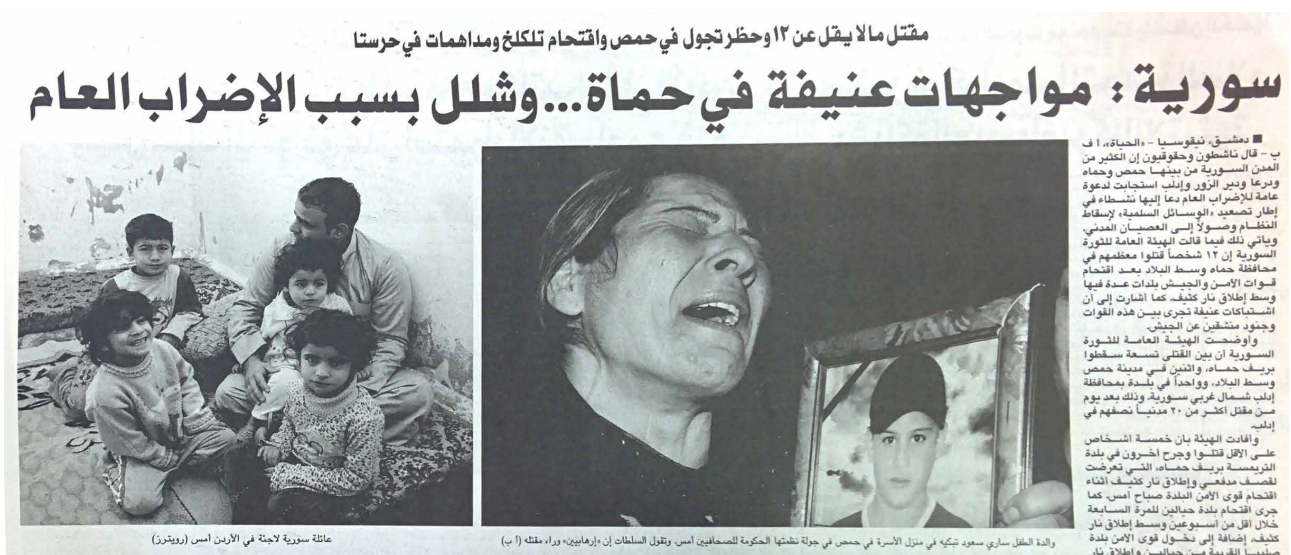 مقتل مالا يقل عن ١٢ وحظر تجول في حمص واقتحام تلكلخ ومداهمات في حرستا
سورية : مواجهات عنيفة في حماة...وشلل بسبب الإضراب العام
■ دمشق، نيقوسيا - «الحياة»، أ ف
ب - قال ناشطون وحقوقيون إن الكثير من
المدن السورية من بينها حمص وحماه
ودرعا ودير الزور وإدلب استجابت لدعوة
عامة للإضراب العام دعا إليها نشطاء في
إطار تصعيد «الوسائل السلمية» لإسقاط
النظام وصولاً إلى العصيان المدني.
ويأتي ذلك فيما قالت الهيئة العامة للثورة
السورية إن ١٢ شخصاً قتلوا معظمهم في
محافظة حماه وسط البلاد بعد اقتحام
قوات الأمن والجيش بلدات عدة فيها
وسط إطلاق نار كثيف. كما أشارت إلى أن
اشتباكات عنيفة تجرى بين هذه القوات
وجنود منشقين عن الجيش.
وأوضحت الهيئة العامة للثورة
السورية أن بين القتلى تسعة سقطوا
بريف حماه، واثنين في مدينة حمص
وسط البلاد، وواحداً في بلدة بمحافظة
إدلب شمال غربي سورية، وذلك بعد يوم
من مقتل أكثر من ٢٠ مدنياً نصفهم في
إدلب.
وأفادت الهيئة بأن خمسة أشخاص
على الأقل قتلوا وجرح آخرون في بلدة
التريمسة بريف حماه، التي تعرضت
لقصف مدفعي وإطلاق نار كثيف أثناء
اقتحام قوى الأمن البلدة صباح أمس. كما
جرى اقتحام بلدة حيالين للمرة السابعة
خلال أقل من أسبوعين وسط إطلاق نار
كثيف، إضافة إلى دخول قوى الأمن بلدة
القريبة من حيالين وإطلاق نار
والدة الطفل ساري سعود تبكيه في منزل الأسرة في حمص في جولة نظمتها الحكومة للصحافيين أمس. وتقول السلطات إن «إرهابيين» وراء مقتله (أ ب)
عائلة سورية لاجئة في الأردن أمس (رويترز)